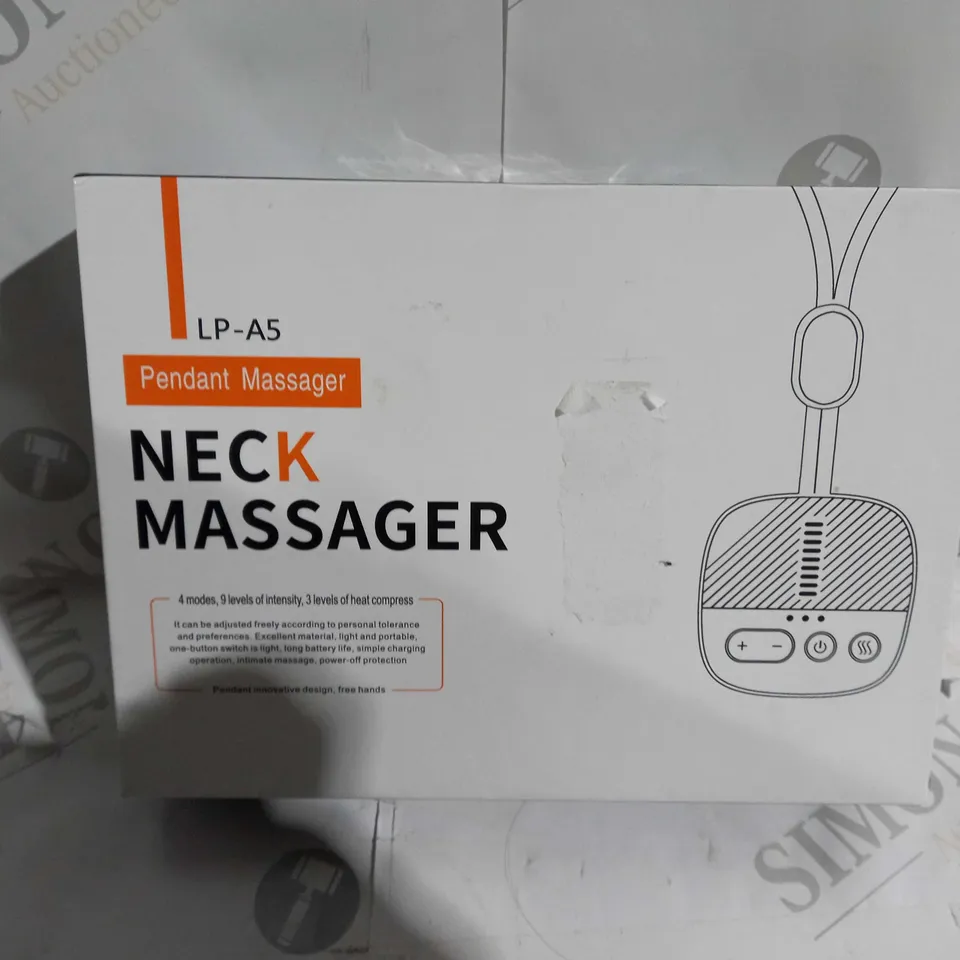 Auctioneer
LP-A5
Pendant Massager
NECK
MASSAGER
4 modes, 9 levels of intensity, 3 levels of heat compress
It can be adjusted freely according to personal tolerance
and preferences. Excellent material, light and portable,
one-button switch is light, long battery life, simple charging
operation, intimate massage, power-off protection
Pendant innovative design, free hands
SIMON